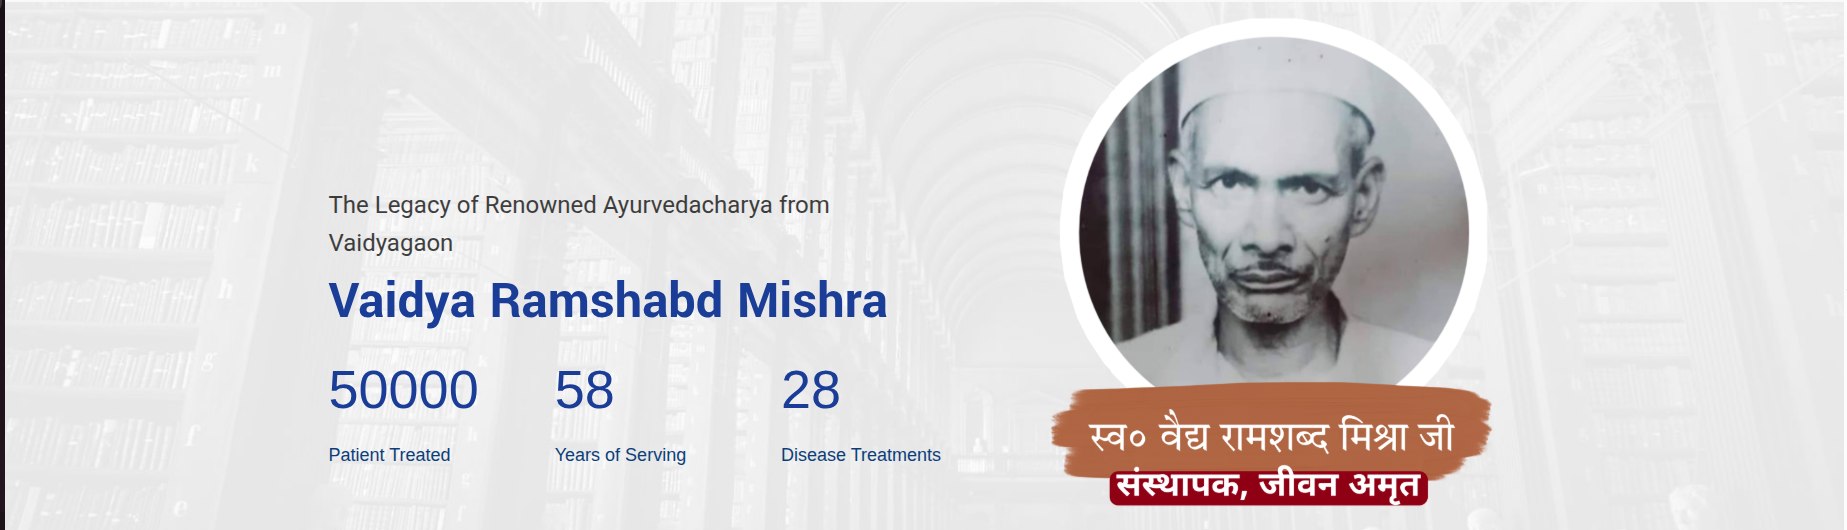 The Legacy of Renowned Ayurvedacharya from
Vaidyagaon
Vaidya Ramshabd Mishra
50000
Patient Treated
58
Years of Serving
28
Disease Treatments
स्व० वैद्य रामशब्द मिश्रा जी
संस्थापक, जीवन अमृत